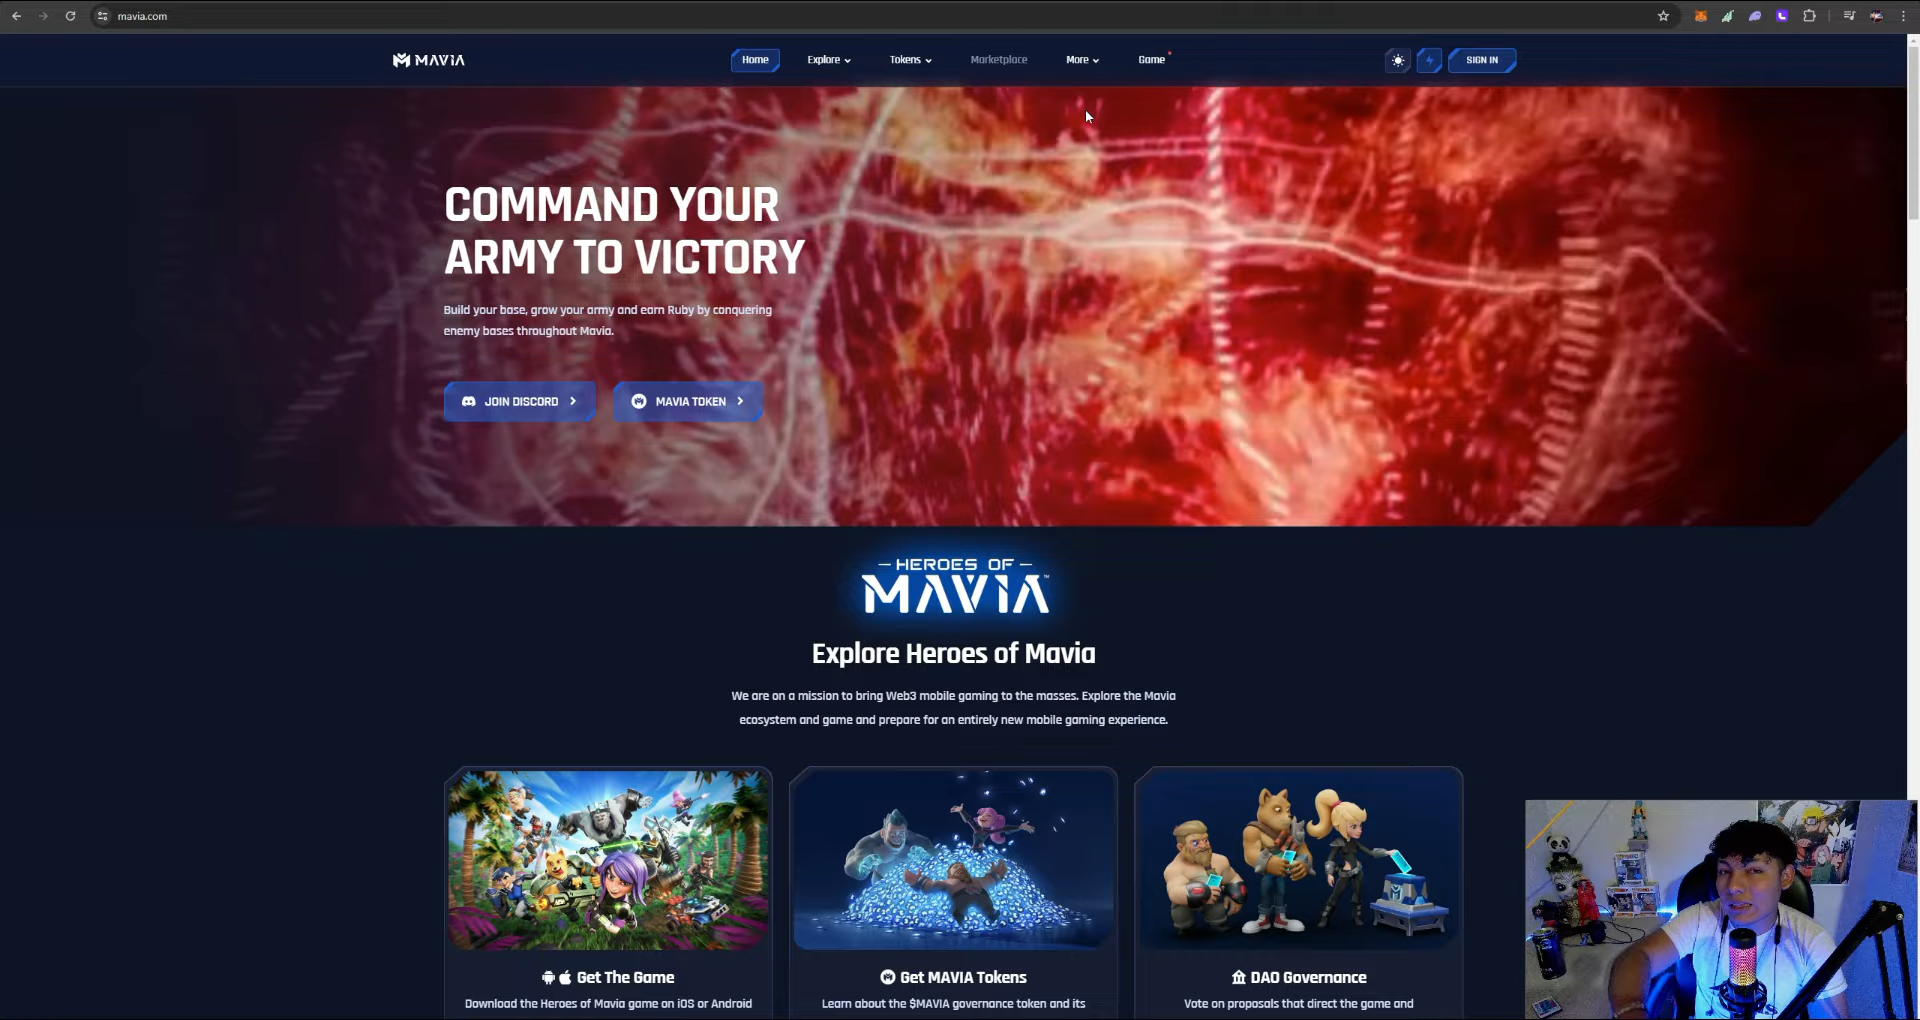 mavia.com
MAVIA
Home
Explore
Tokens
Marketplace
More
Game
SIGN IN
COMMAND YOUR
ARMY TO VICTORY
Build your base, grow your army and earn Ruby by conquering
enemy bases throughout Mavia.
JOIN DISCORD
MAVIA TOKEN
HEROES OF
MAVIA™
Explore Heroes of Mavia
We are on a mission to bring Web3 mobile gaming to the masses. Explore the Mavia
ecosystem and game and prepare for an entirely new mobile gaming experience.
Get The Game
Download the Heroes of Mavia game on iOS or Android
Get MAVIA Tokens
Learn about the $MAVIA governance token and its
DAO Governance
Vote on proposals that direct the game and